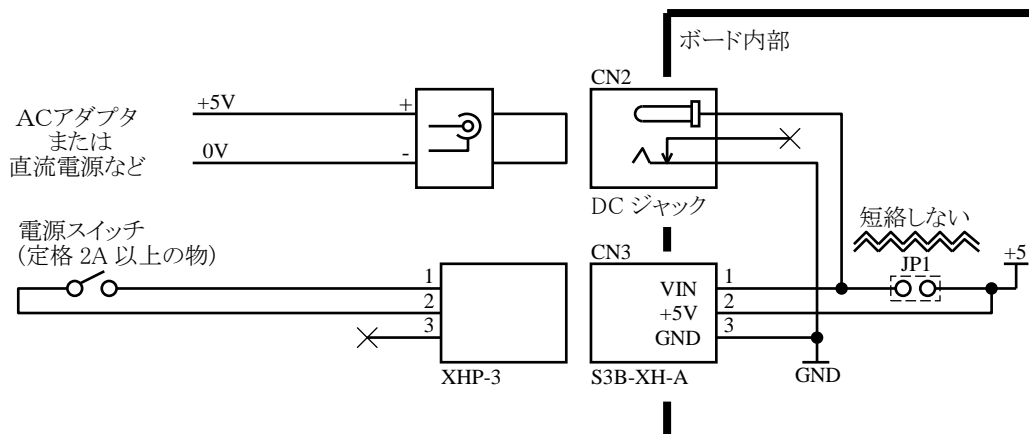 ボード内部
CN2
+5V
+
ACアダプタ
または
直流電源など
0V
-
DC ジャック
電源スイッチ
(定格 2A 以上の物)
短絡しない
CN3
JP1
+5
1
2
3
VIN
+5V
GND
1
2
3
XHP-3
S3B-XH-A
GND